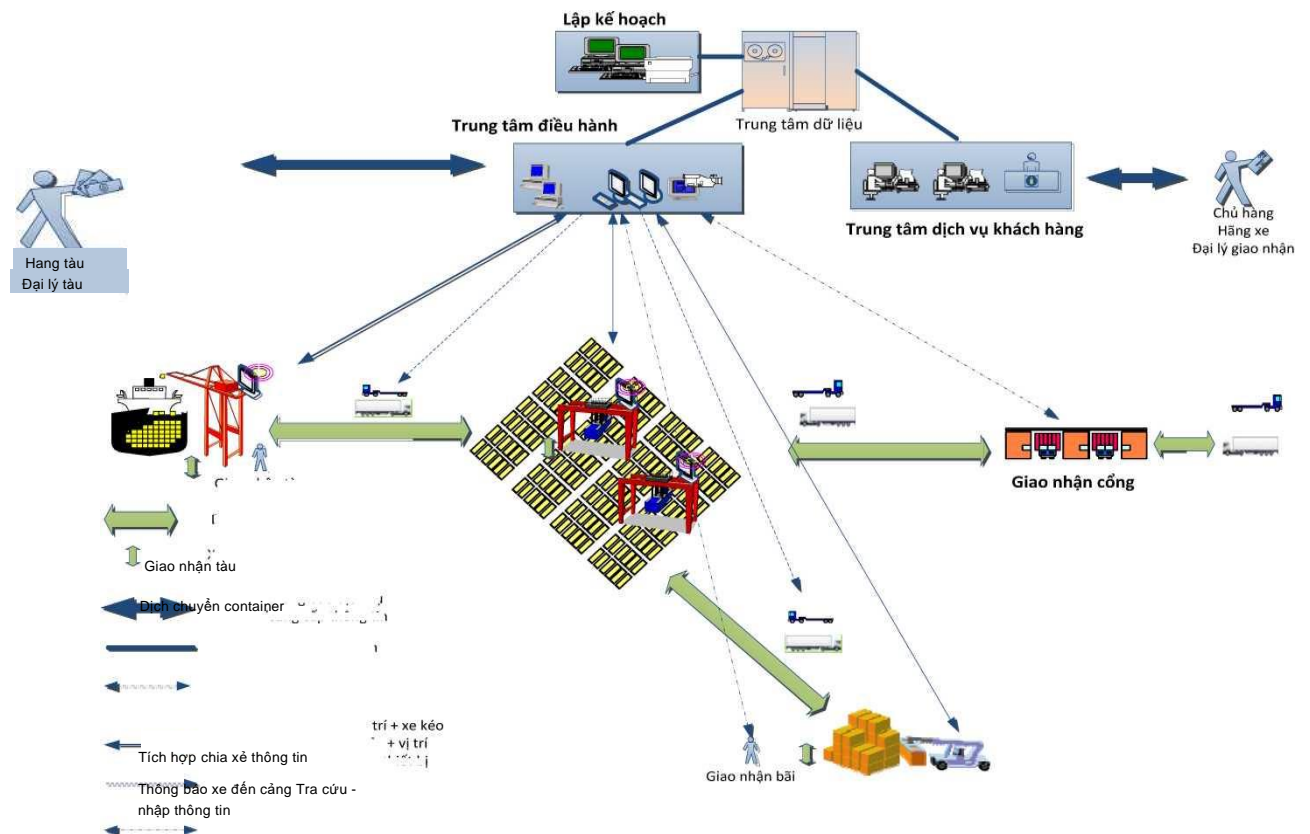 Lập kế hoạch
Trung tâm dữ liệu
Trung tâm điều hành
Trung tâm dịch vụ khách hàng
Chủ hàng
Hãng xe
Đại lý giao nhận
Hang tàu
Đại lý tàu
Giao nhận cổng
Giao nhận tàu
Dịch chuyển container
trí + xe kéo
+ vị trí
Tích hợp chia xẻ thông tin
Thông báo xe đến cảng Tra cứu -
nhập thông tin
Giao nhận bãi